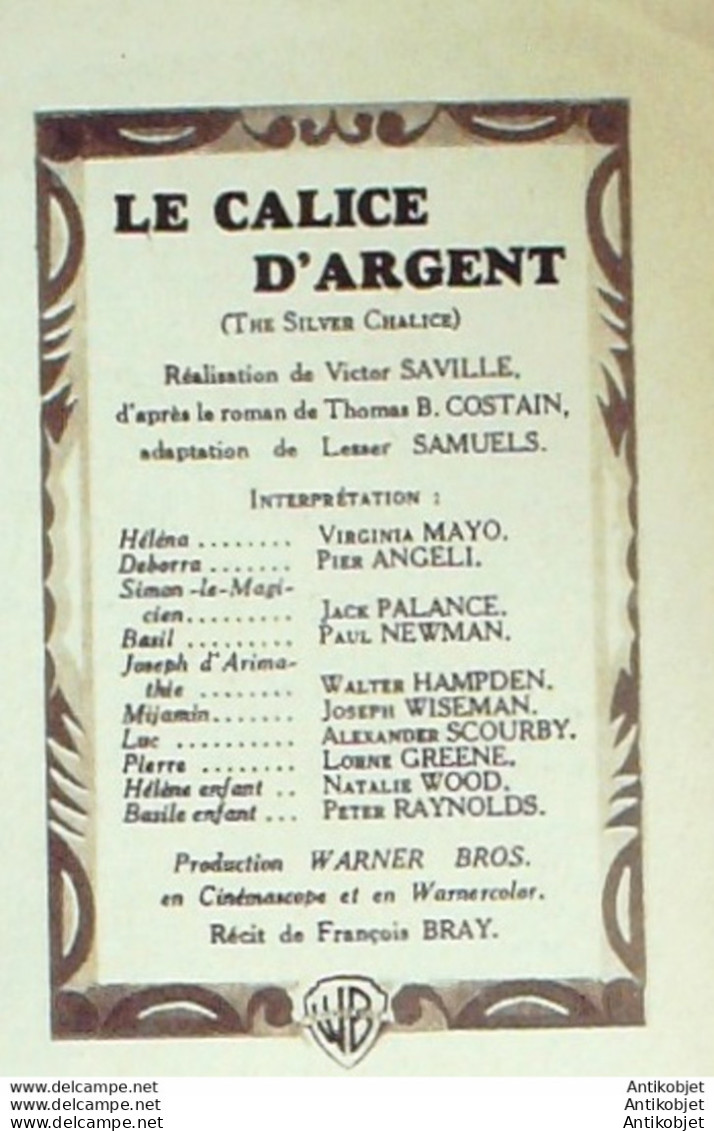 LE CALICE
D'ARGENT
(THE SILVER CHALICE)
Réalisation de Victor SAVILLE,
d'après le roman de Thomas B. COSTAIN,
adaptation de Lesser SAMUELS.
INTERPRÉTATION :
Héléna ........ VIRGINIA MAYO.
Deborra ....... PIER ANGELI.
Simon-le-Magi-
cien......... JACK PALANCE.
Basil ......... PAUL NEWMAN.
Joseph d'Arima-
thie ........ WALTER HAMPDEN.
Mijamin....... JOSEPH WISEMAN.
Luc .......... ALEXANDER SCOURBY.
Pierre ........ LORNE GREENE.
Hélène enfant .. NATALIE WOOD.
Basile enfant ... PETER RAYNOLDS.
Production WARNER BROS.
en Cinémascope et en Warnercolor.
Récit de François BRAY.
WB
www.antikobjet.net
www.antikobjet.net
www.antikobjet.net
Antikobjet
Antikobjet
Antikobjet